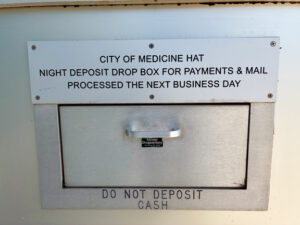 CITY OF MEDICINE HAT
NIGHT DEPOSIT DROP BOX FOR PAYMENTS & MAIL
PROCESSED THE NEXT BUSINESS DAY
DO NOT DEPOSIT
CASH